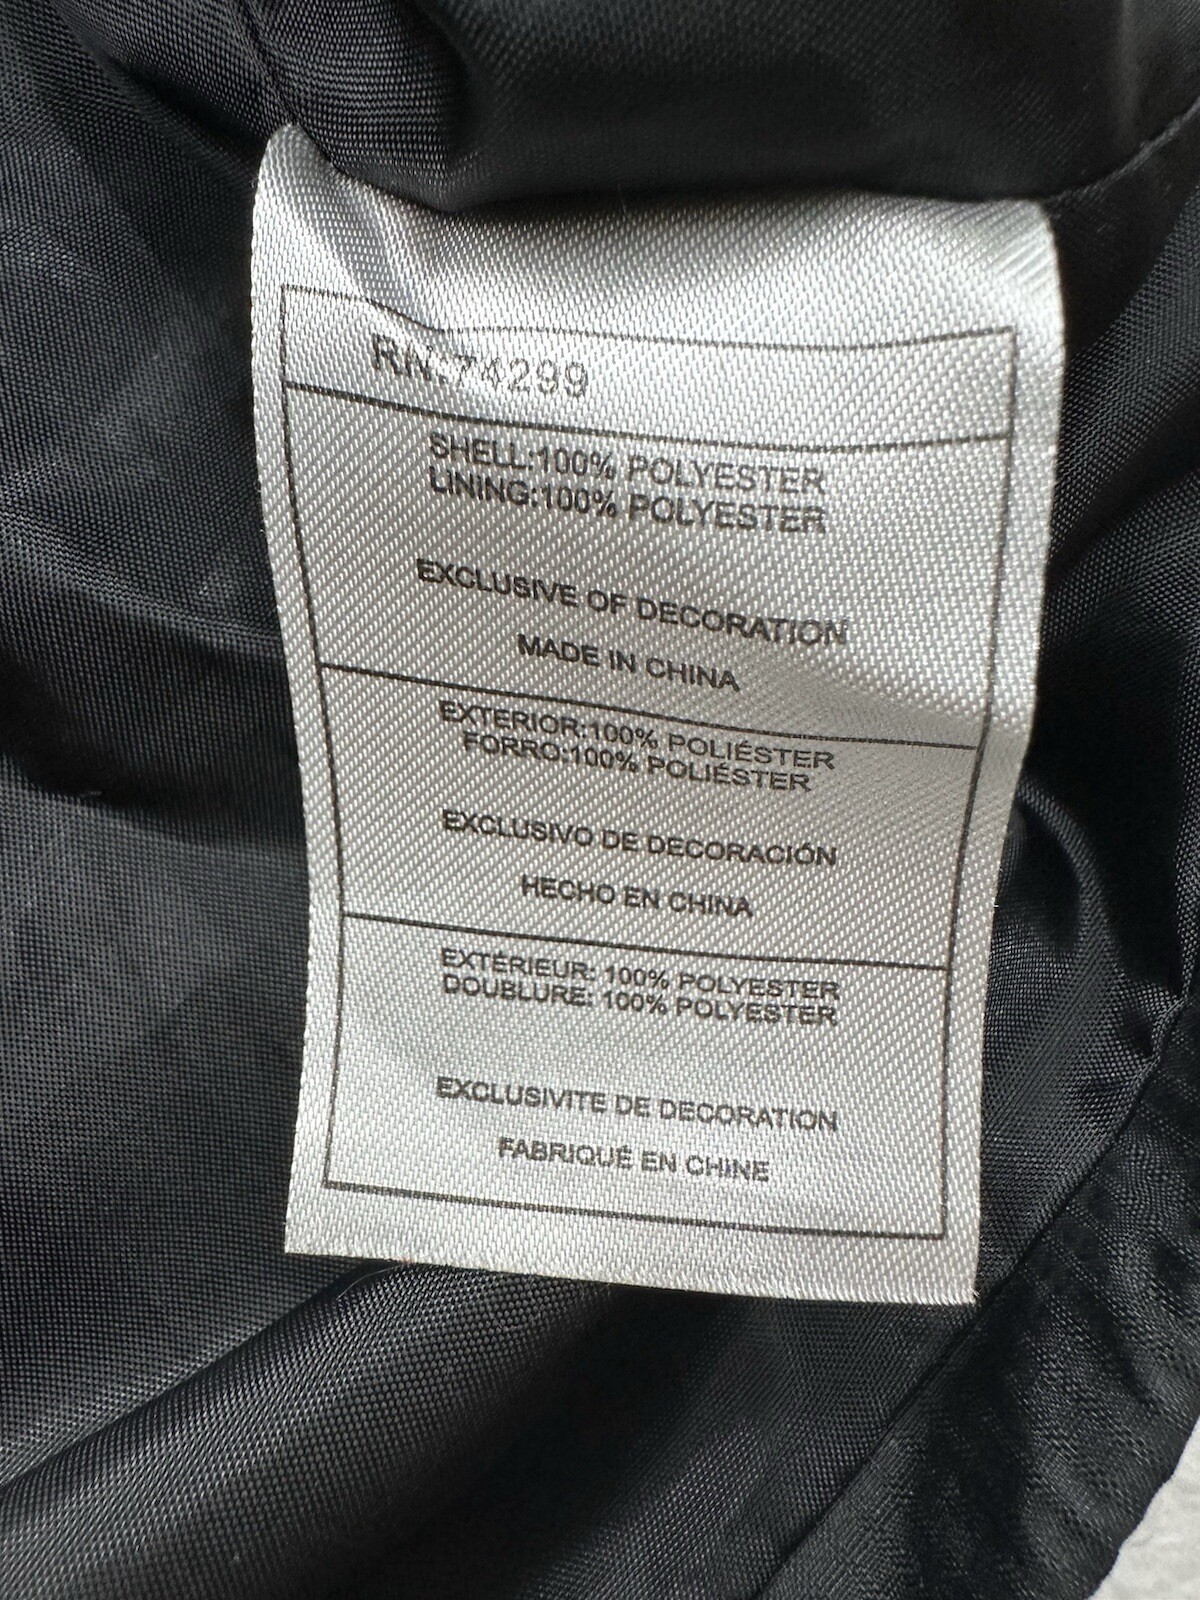 RN:74299
SHELL:100% POLYESTER
LINING:100% POLYESTER
EXCLUSIVE OF DECORATION
MADE IN CHINA
EXTERIOR:100% POLIÉSTER
FORRO:100% POLIÉSTER
EXCLUSIVO DE DECORACIÓN
HECHO EN CHINA
EXTÉRIEUR: 100% POLYESTER
DOUBLURE: 100% POLYESTER
EXCLUSIVITE DE DECORATION
FABRIQUÉ EN CHINE